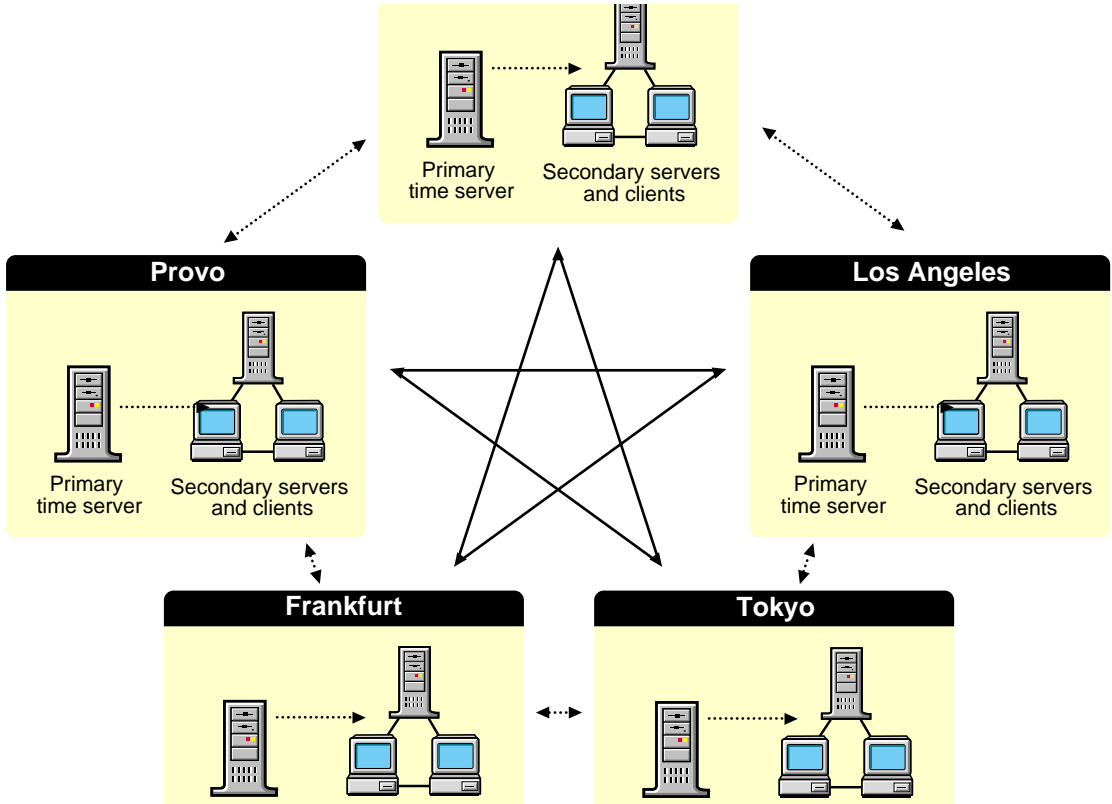 Primary
time server
Secondary servers
and clients
Provo
Primary
time server
Secondary servers
and clients
Los Angeles
Primary
time server
Secondary servers
and clients
Frankfurt
Tokyo